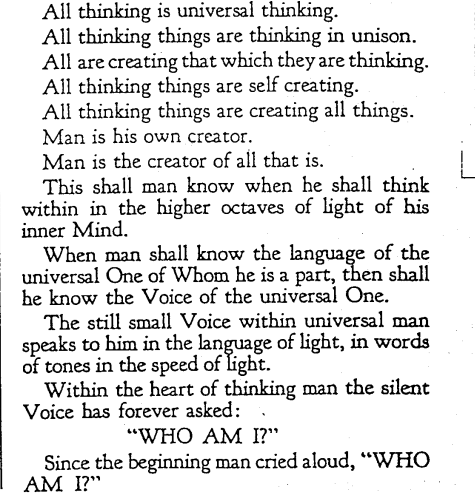 All thinking is universal thinking.
All thinking things are thinking in unison.
All are creating that which they are thinking.
All thinking things are self creating.
All thinking things are creating all things.
Man is his own creator.
Man is the creator of all that is.
This shall man know when he shall think
within in the higher octaves of light of his
inner Mind.
When man shall know the language of the
universal One of Whom he is a part, then shall
he know the Voice of the universal One.
The still small Voice within universal man
speaks to him in the language of light, in words
of tones in the speed of light.
Within the heart of thinking man the silent
Voice has forever asked:
“WHO AM I?”
Since the beginning man cried aloud, “WHO
AM I?”